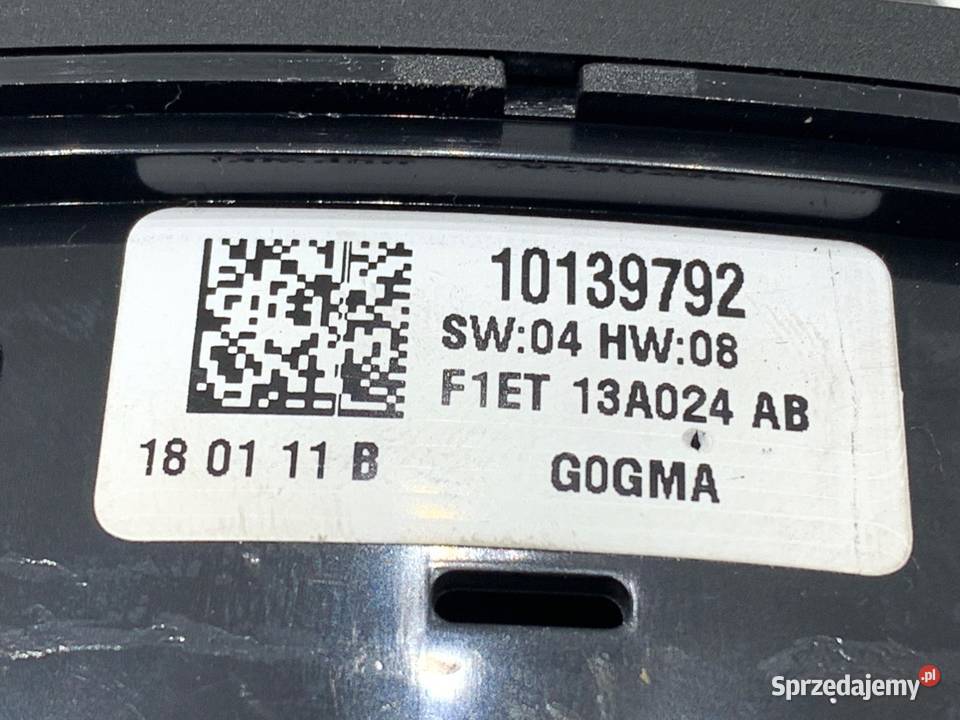 10139792
SW:04 HW:08
F1ET 13A024 AB
18 01 11 B
G0GMA
Sprzedajemy.pl